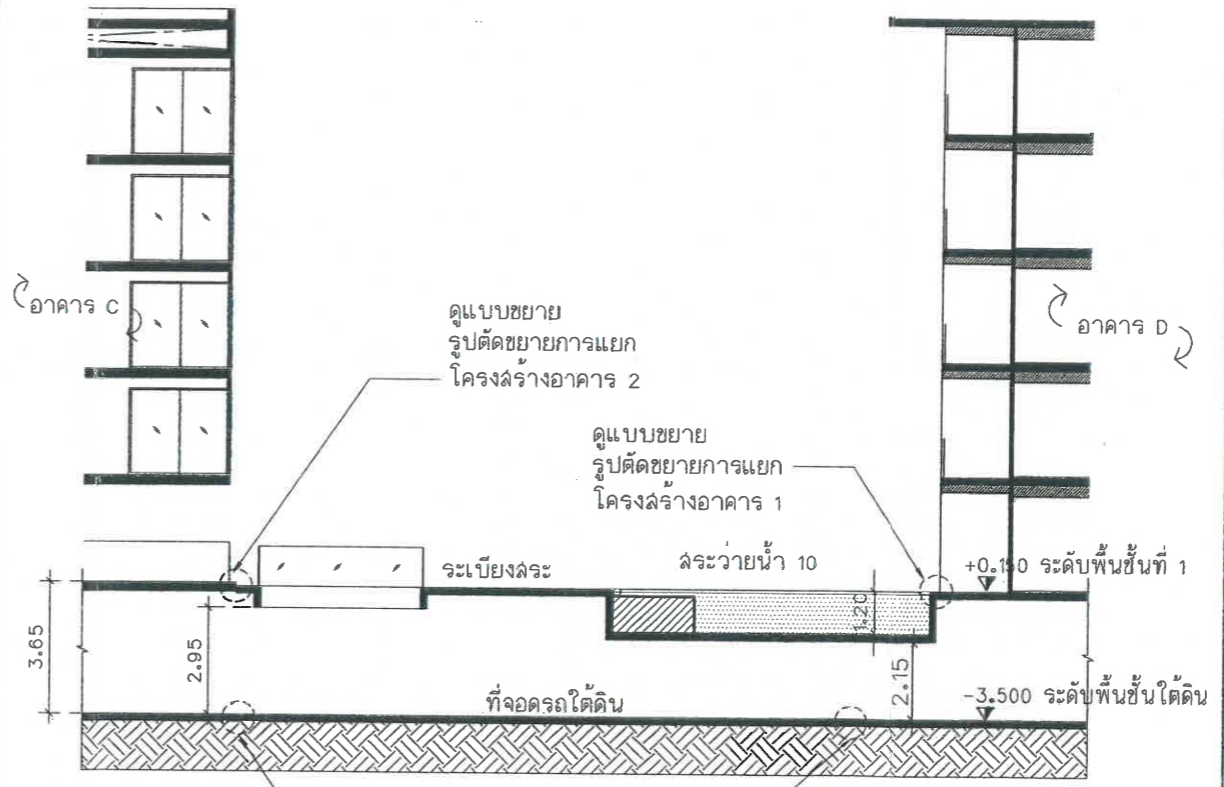 อาคาร C
ดูแบบขยาย
รูปตัดขยายการแยก
โครงสร้างอาคาร 2
อาคาร D
ดูแบบขยาย
รูปตัดขยายการแยก
โครงสร้างอาคาร 1
ระเบียงสระ
สระว่ายน้ำ 10
+0.150 ระดับพื้นชั้นที่ 1
3.65
2.95
1.20
2.15
ที่จอดรถใต้ดิน
-3.500 ระดับพื้นชั้นใต้ดิน